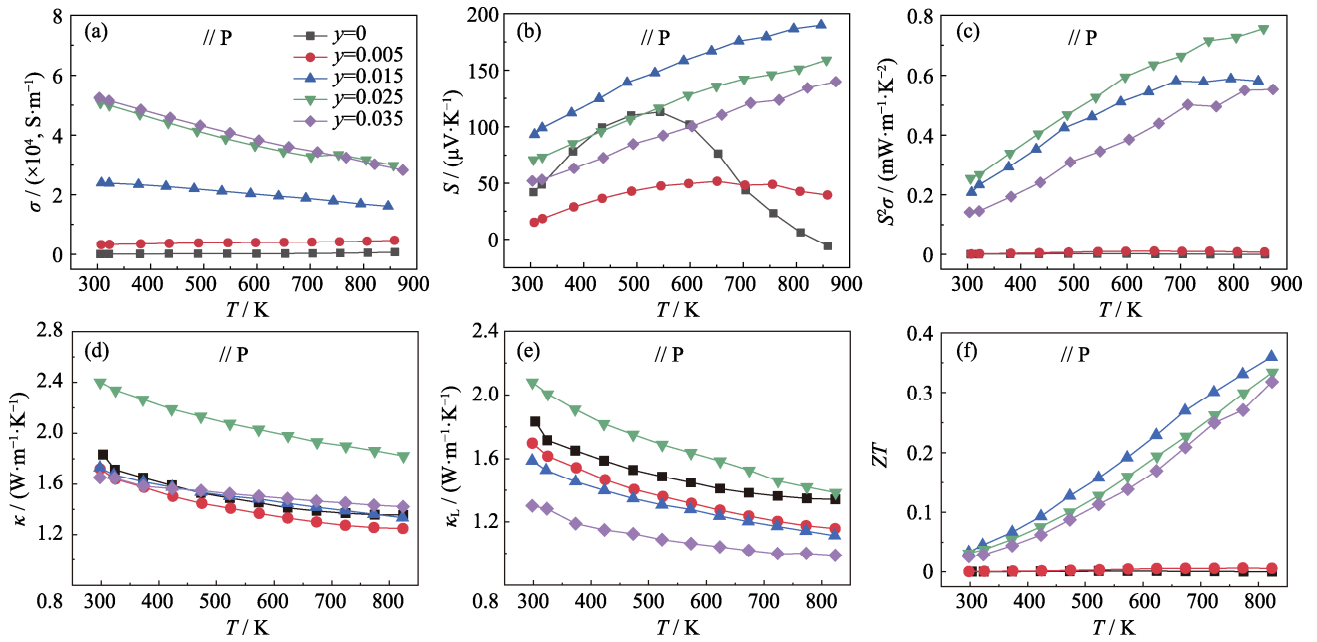 (a)
// P
y=0
y=0.005
y=0.015
y=0.025
y=0.035
8
6
4
2
0
σ / (×10⁴, S·m⁻¹)
300 400 500 600 700 800 900
T / K
(b)
// P
200
150
100
50
0
S / (μV·K⁻¹)
300 400 500 600 700 800 900
T / K
(c)
// P
0.8
0.6
0.4
0.2
0
S²σ / (mW·m⁻¹·K⁻²)
300 400 500 600 700 800 900
T / K
(d)
// P
2.8
2.4
2.0
1.6
1.2
0.8
κ / (W·m⁻¹·K⁻¹)
300 400 500 600 700 800
T / K
(e)
// P
2.4
2.0
1.6
1.2
0.8
κL / (W·m⁻¹·K⁻¹)
300 400 500 600 700 800
T / K
(f)
// P
0.4
0.3
0.2
0.1
0
ZT
300 400 500 600 700 800
T / K